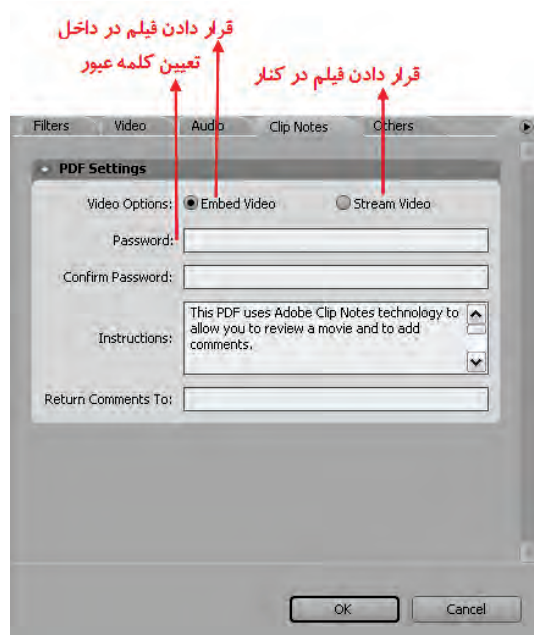 قرار دادن فیلم در داخل
تعیین کلمه عبور
قرار دادن فیلم در کنار
Filters Video Audio Clip Notes Others
PDF Settings
Video Options: Embed Video Stream Video
Password:
Confirm Password:
Instructions: This PDF uses Adobe Clip Notes technology to
allow you to review a movie and to add
comments.
Return Comments To:
OK Cancel